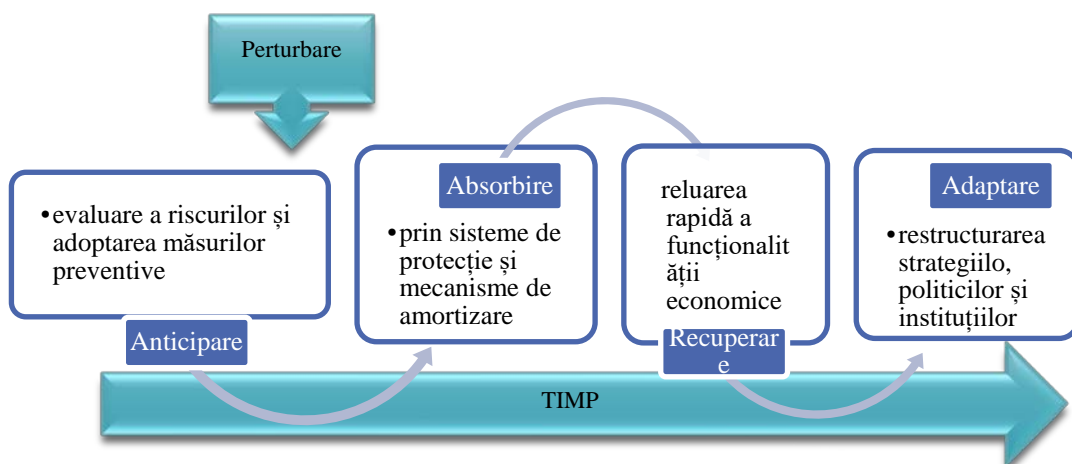 Perturbare
•evaluare a riscurilor și
adoptarea măsurilor
preventive
Anticipare
Absorbire
•prin sisteme de
protecție și
mecanisme de
amortizare
reluarea
rapidă a
funcționalit
ății
economice
Recuperar
e
Adaptare
•restructurarea
strategiilo,
politicilor și
instituțiilor
TIMP